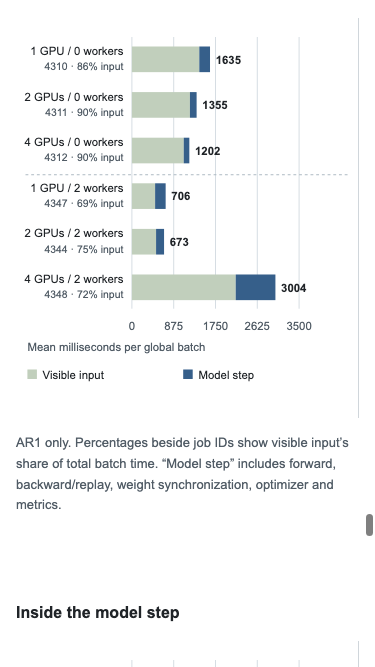 1 GPU / 0 workers
4310 · 86% input
1635
2 GPUs / 0 workers
4311 · 90% input
1355
4 GPUs / 0 workers
4312 · 90% input
1202
1 GPU / 2 workers
4347 · 69% input
706
2 GPUs / 2 workers
4344 · 75% input
673
4 GPUs / 2 workers
4348 · 72% input
3004
0 875 1750 2625 3500
Mean milliseconds per global batch
Visible input Model step
AR1 only. Percentages beside job IDs show visible input’s
share of total batch time. “Model step” includes forward,
backward/replay, weight synchronization, optimizer and
metrics.
Inside the model step